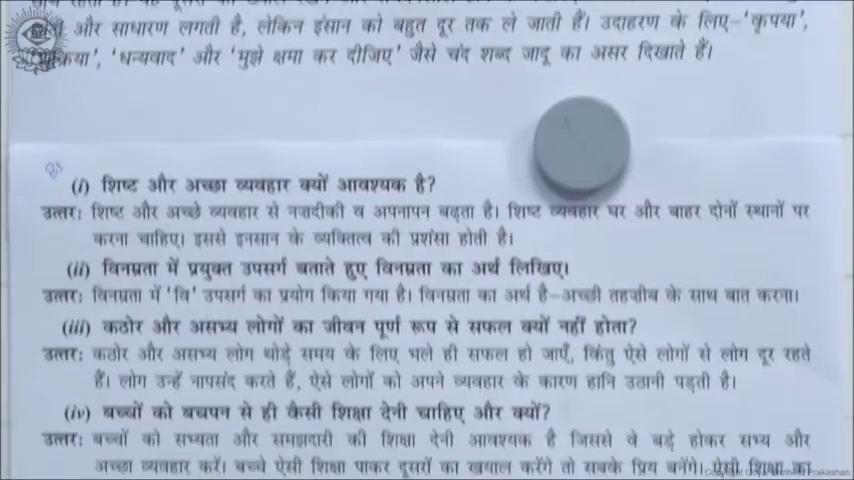 और साधारण लगती है, लेकिन इंसान को बहुत दूर तक ले जाती हैं। उदाहरण के लिए–'कृपया',
'धन्यवाद' और 'मुझे क्षमा कर दीजिए' जैसे चंद शब्द जादू का असर दिखाते हैं।
(i) शिष्ट और अच्छा व्यवहार क्यों आवश्यक है?
उत्तर: शिष्ट और अच्छे व्यवहार से नज़दीकी व अपनापन बढ़ता है। शिष्ट व्यवहार घर और बाहर दोनों स्थानों पर
करना चाहिए। इससे इनसान के व्यक्तित्व की प्रशंसा होती है।
(ii) विनम्रता में प्रयुक्त उपसर्ग बताते हुए विनम्रता का अर्थ लिखिए।
उत्तर: विनम्रता में 'वि' उपसर्ग का प्रयोग किया गया है। विनम्रता का अर्थ है–अच्छी तहज़ीब के साथ बात करना।
(iii) कठोर और असभ्य लोगों का जीवन पूर्ण रूप से सफल क्यों नहीं होता?
उत्तर: कठोर और असभ्य लोग थोड़े समय के लिए भले ही सफल हो जाएँ, किंतु ऐसे लोगों से लोग दूर रहते
हैं। लोग उन्हें नापसंद करते हैं, ऐसे लोगों को अपने व्यवहार के कारण हानि उठानी पड़ती है।
(iv) बच्चों को बचपन से ही कैसी शिक्षा देनी चाहिए और क्यों?
उत्तर: बच्चों को सभ्यता और समझदारी की शिक्षा देनी आवश्यक है जिससे वे बड़े होकर सभ्य और
अच्छा व्यवहार करें। बच्चे ऐसी शिक्षा पाकर दूसरों का खयाल करेंगे तो सबके प्रिय बनेंगे। ऐसी शिक्षा का